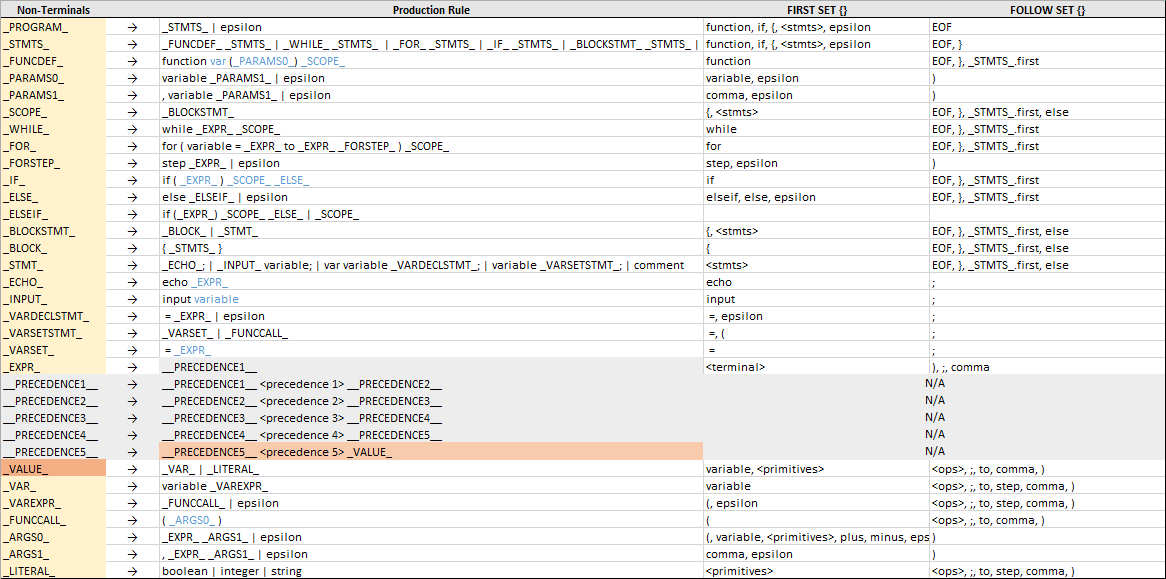 Non-Terminals Production Rule FIRST SET {} FOLLOW SET {}
_PROGRAM_ → _STMTS_ | epsilon function, if, {, <stmts>, epsilon EOF
_STMTS_ → _FUNCDEF_ _STMTS_ | _WHILE_ _STMTS_ | _FOR_ _STMTS_ | _IF_ _STMTS_ | _BLOCKSTMT_ _STMTS_ | function, if, {, <stmts>, epsilon EOF, }
_FUNCDEF_ → function var (_PARAMS0_) _SCOPE_ function EOF, }, _STMTS_.first
_PARAMS0_ → variable _PARAMS1_ | epsilon variable, epsilon )
_PARAMS1_ → , variable _PARAMS1_ | epsilon comma, epsilon )
_SCOPE_ → _BLOCKSTMT_ {, <stmts> EOF, }, _STMTS_.first, else
_WHILE_ → while _EXPR_ _SCOPE_ while EOF, }, _STMTS_.first
_FOR_ → for ( variable = _EXPR_ to _EXPR_ _FORSTEP_ ) _SCOPE_ for EOF, }, _STMTS_.first
_FORSTEP_ → step _EXPR_ | epsilon step, epsilon )
_IF_ → if ( _EXPR_ ) _SCOPE_ _ELSE_ if EOF, }, _STMTS_.first
_ELSE_ → else _ELSEIF_ | epsilon elseif, else, epsilon EOF, }, _STMTS_.first
_ELSEIF_ → if (_EXPR_) _SCOPE_ _ELSE_ | _SCOPE_
_BLOCKSTMT_ → _BLOCK_ | _STMT_ {, <stmts> EOF, }, _STMTS_.first, else
_BLOCK_ → { _STMTS_ } { EOF, }, _STMTS_.first, else
_STMT_ → _ECHO_; | _INPUT_ variable; | var variable _VARDECLSTMT_; | variable _VARSETSTMT_; | comment <stmts> EOF, }, _STMTS_.first, else
_ECHO_ → echo _EXPR_ echo ;
_INPUT_ → input variable input ;
_VARDECLSTMT_ → = _EXPR_ | epsilon =, epsilon ;
_VARSETSTMT_ → _VARSET_ | _FUNCCALL_ =, ( ;
_VARSET_ → = _EXPR_ = ;
_EXPR_ → __PRECEDENCE1__ <terminal> ), ;, comma
__PRECEDENCE1__ → __PRECEDENCE1__ <precedence 1> __PRECEDENCE2__ N/A
__PRECEDENCE2__ → __PRECEDENCE2__ <precedence 2> __PRECEDENCE3__ N/A
__PRECEDENCE3__ → __PRECEDENCE3__ <precedence 3> __PRECEDENCE4__ N/A
__PRECEDENCE4__ → __PRECEDENCE4__ <precedence 4> __PRECEDENCE5__ N/A
__PRECEDENCE5__ → __PRECEDENCE5__ <precedence 5> _VALUE_ N/A
_VALUE_ → _VAR_ | _LITERAL_ variable, <primitives> <ops>, ;, to, comma, )
_VAR_ → variable _VAREXPR_ variable <ops>, ;, to, step, comma, )
_VAREXPR_ → _FUNCCALL_ | epsilon (, epsilon <ops>, ;, to, step, comma, )
_FUNCCALL_ → ( _ARGS0_ ) ( <ops>, ;, to, comma, )
_ARGS0_ → _EXPR_ _ARGS1_ | epsilon (, variable, <primitives>, plus, minus, eps )
_ARGS1_ → , _EXPR_ _ARGS1_ | epsilon comma, epsilon )
_LITERAL_ → boolean | integer | string <primitives> <ops>, ;, to, step, comma, )